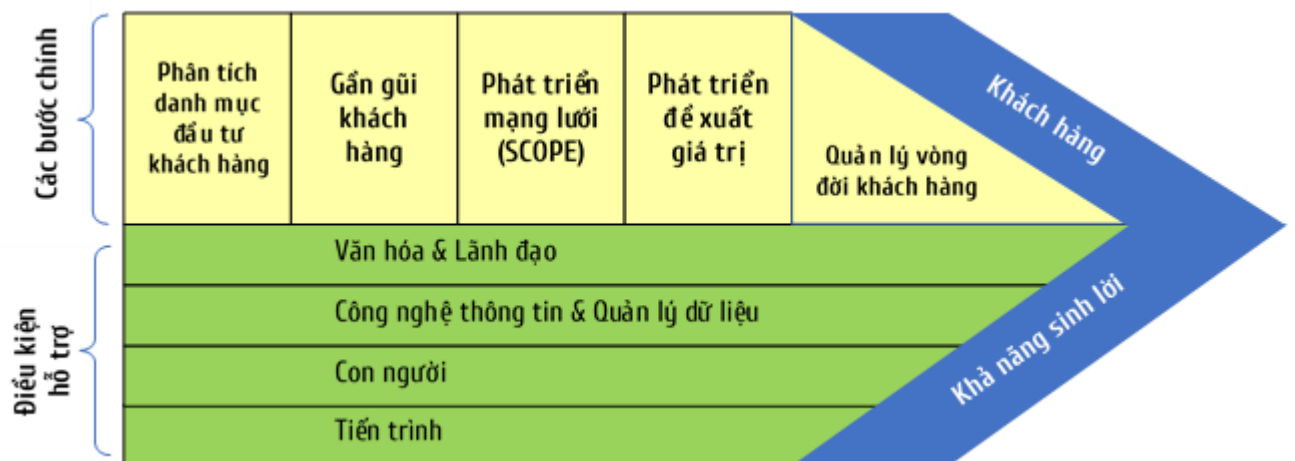 Các bước chính
Phân tích
danh mục
đầu tư
khách hàng
Gần gũi
khách
hàng
Phát triển
mạng lưới
(SCOPE)
Phát triển
đề xuất
giá trị
Quản lý vòng
đời khách hàng
Khách hàng
Điều kiện
hỗ trợ
Văn hóa & Lãnh đạo
Công nghệ thông tin & Quản lý dữ liệu
Con người
Tiến trình
Khả năng sinh lời